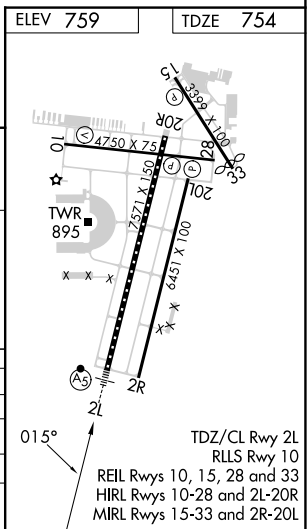 ELEV 759
TDZE 754
15
3399 X 100
P
20R
V
4750 X 75
10
28
33
P
P
20L
7571 X 150
6451 X 100
TWR
895
X X X
X X
A5
2L
2R
015°
TDZ/CL Rwy 2L
RLLS Rwy 10
REIL Rwys 10, 15, 28 and 33
HIRL Rwys 10-28 and 2L-20R
MIRL Rwys 15-33 and 2R-20L